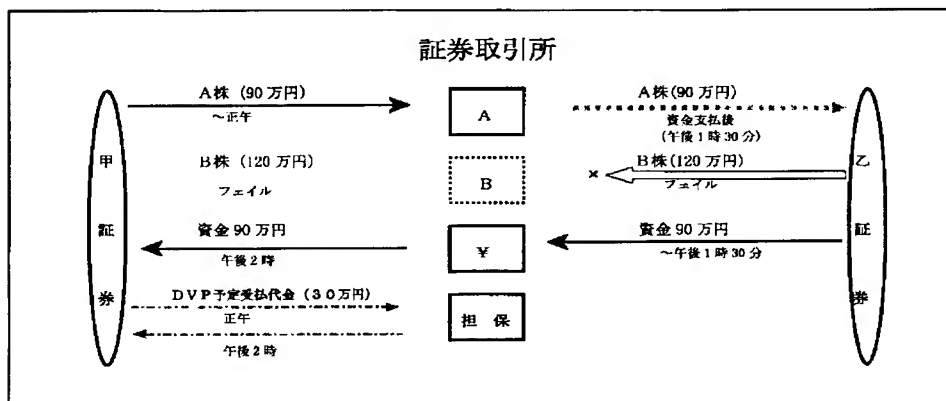 証券取引所
A株（90万円）
～正午
A
A株（90万円）
資金支払後
（午後1時30分）
甲証券
B株（120万円）
フェイル
B
×
B株（120万円）
フェイル
乙証券
資金90万円
午後2時
¥
資金90万円
～午後1時30分
DVP予定受払代金（30万円）
正午
午後2時
担保